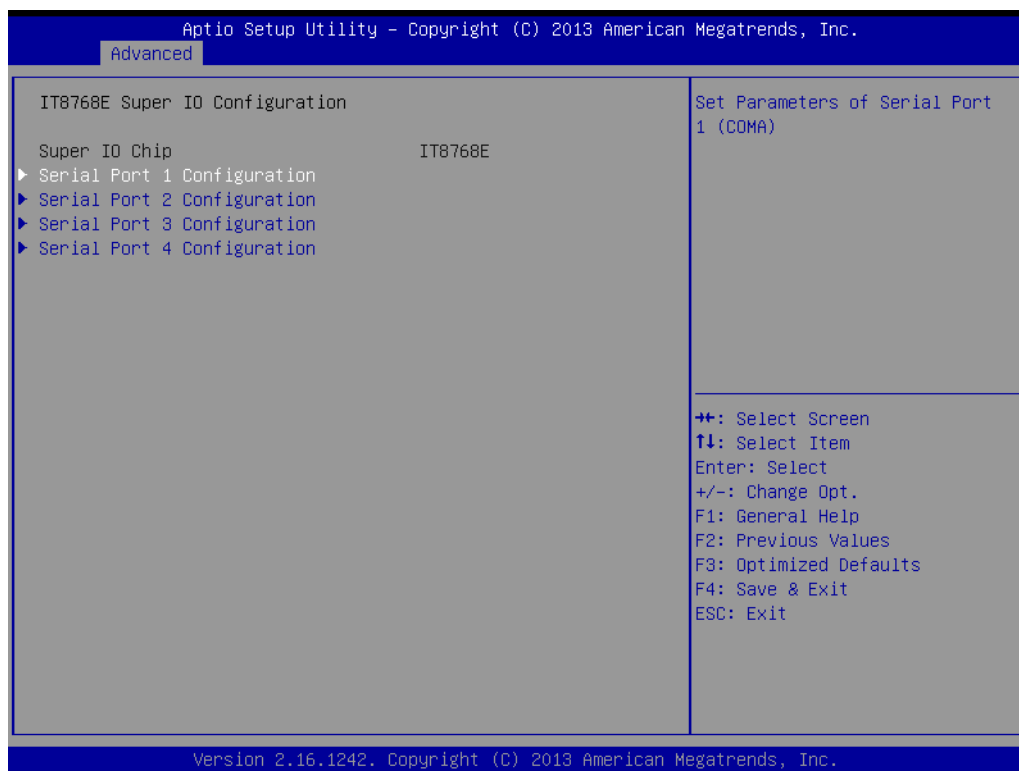 Aptio Setup Utility – Copyright (C) 2013 American Megatrends, Inc.
Advanced
IT8768E Super IO Configuration
Super IO Chip IT8768E
Serial Port 1 Configuration
Serial Port 2 Configuration
Serial Port 3 Configuration
Serial Port 4 Configuration
Set Parameters of Serial Port
1 (COMA)
→←: Select Screen
↑↓: Select Item
Enter: Select
+/-: Change Opt.
F1: General Help
F2: Previous Values
F3: Optimized Defaults
F4: Save & Exit
ESC: Exit
Version 2.16.1242. Copyright (C) 2013 American Megatrends, Inc.